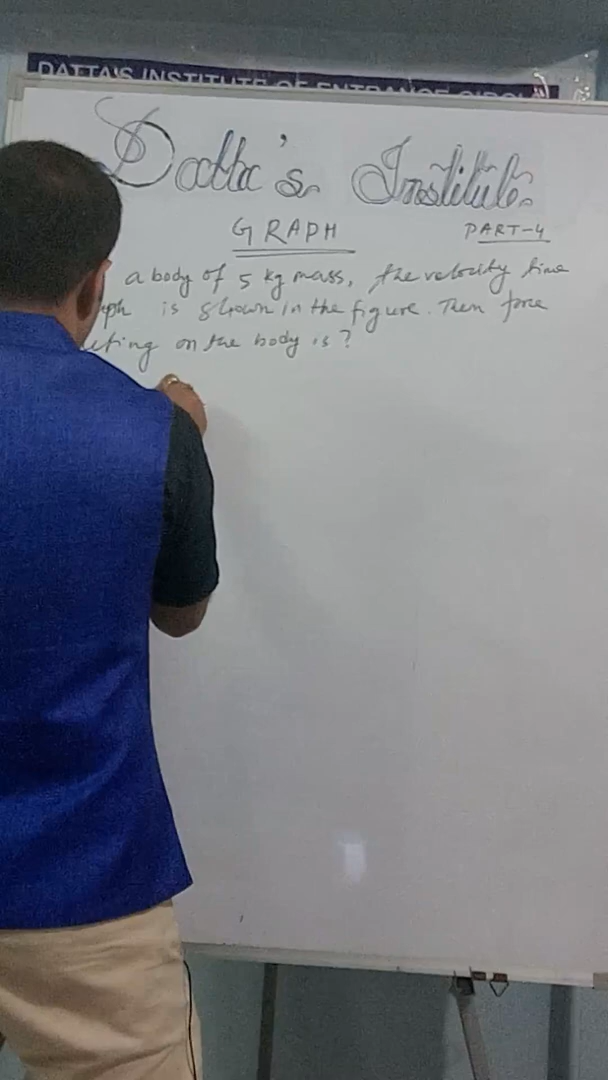 DATTA'S INSTITUTE OF ENTRANCE
Datta's Institute
GRAPH
PART-4
a body of 5 kg mass, the velocity time
is shown in the figure. Then force
on the body is?